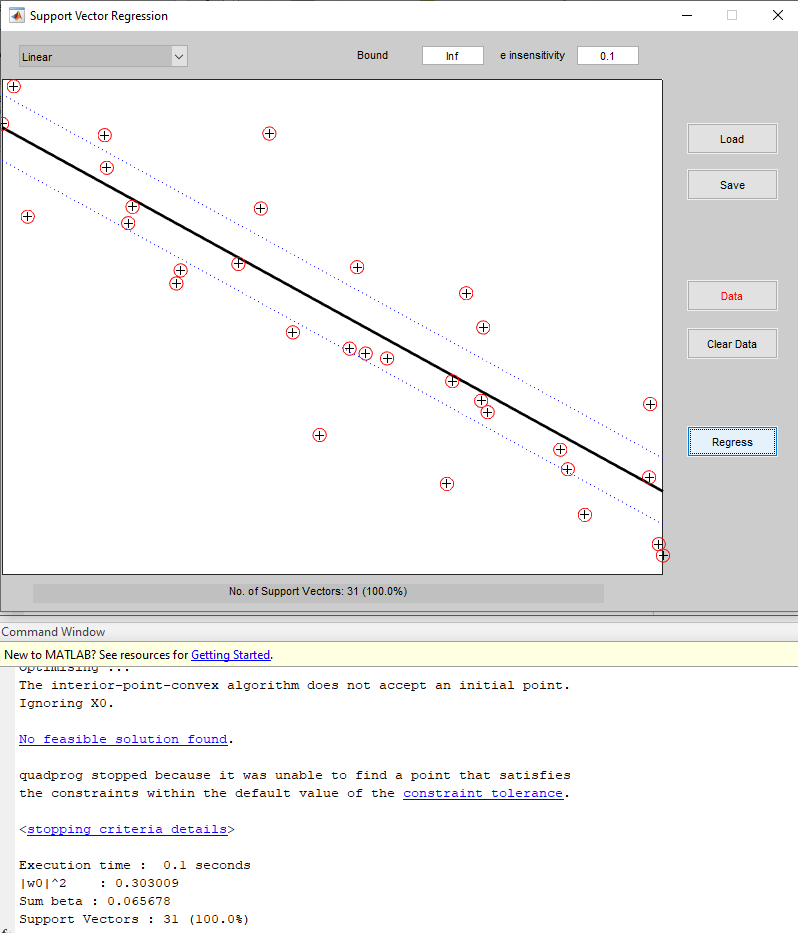 Support Vector Regression
Linear
Bound
Inf
e insensitivity
0.1
Load
Save
Data
Clear Data
Regress
No. of Support Vectors: 31 (100.0%)
Command Window
New to MATLAB? See resources for Getting Started.
Optimising ...
The interior-point-convex algorithm does not accept an initial point.
Ignoring X0.
No feasible solution found.
quadprog stopped because it was unable to find a point that satisfies
the constraints within the default value of the constraint tolerance.
<stopping criteria details>
Execution time :  0.1 seconds
|w0|^2    : 0.303009
Sum beta : 0.065678
Support Vectors : 31 (100.0%)